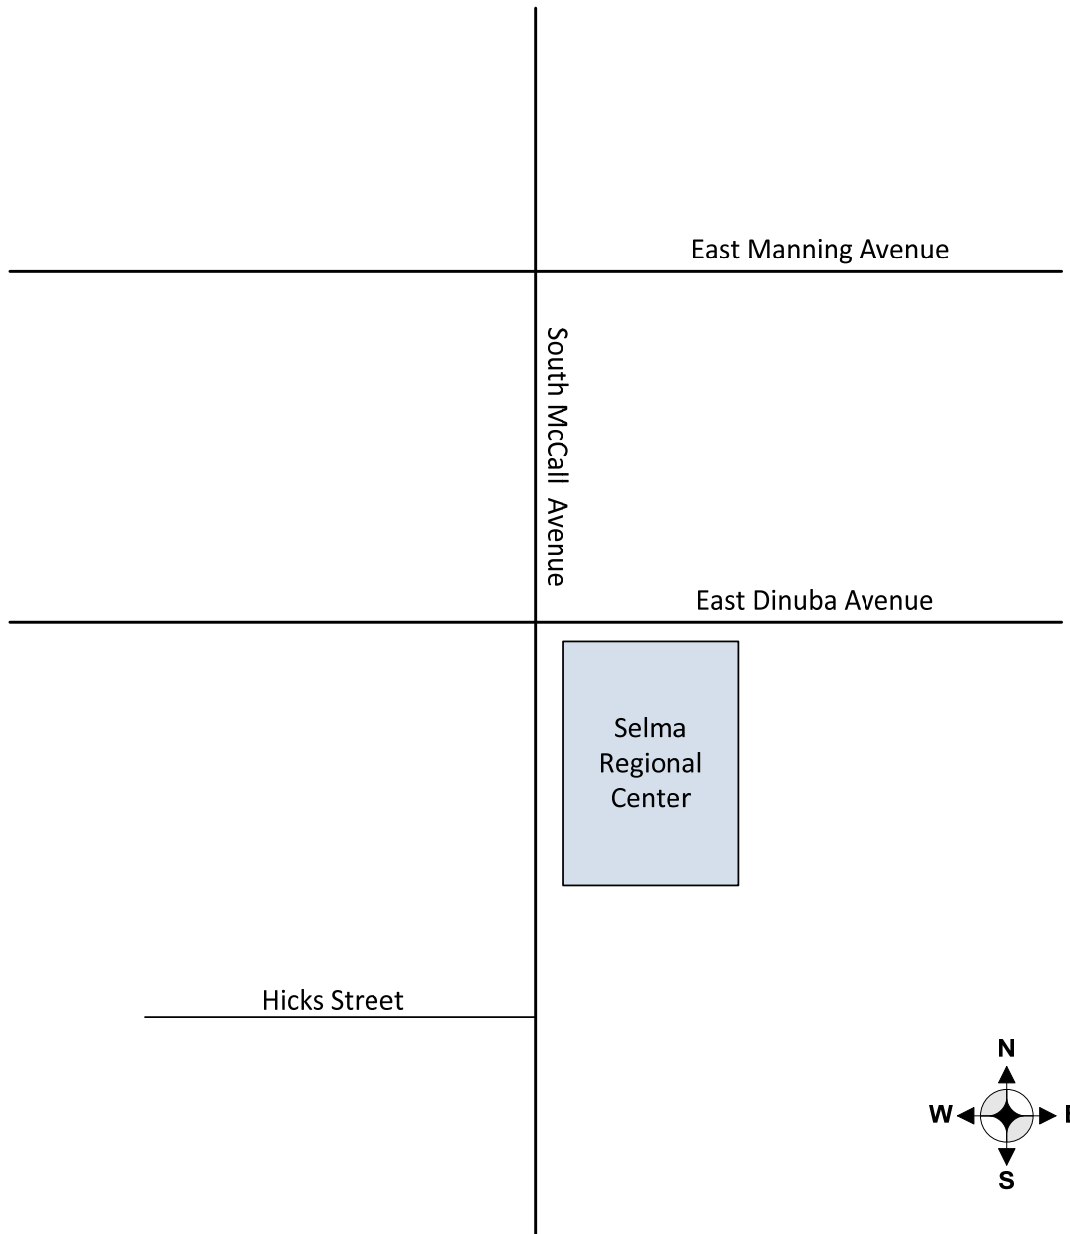 East Manning Avenue
South McCall Avenue
East Dinuba Avenue
Selma
Regional
Center
Hicks Street
N
W
S